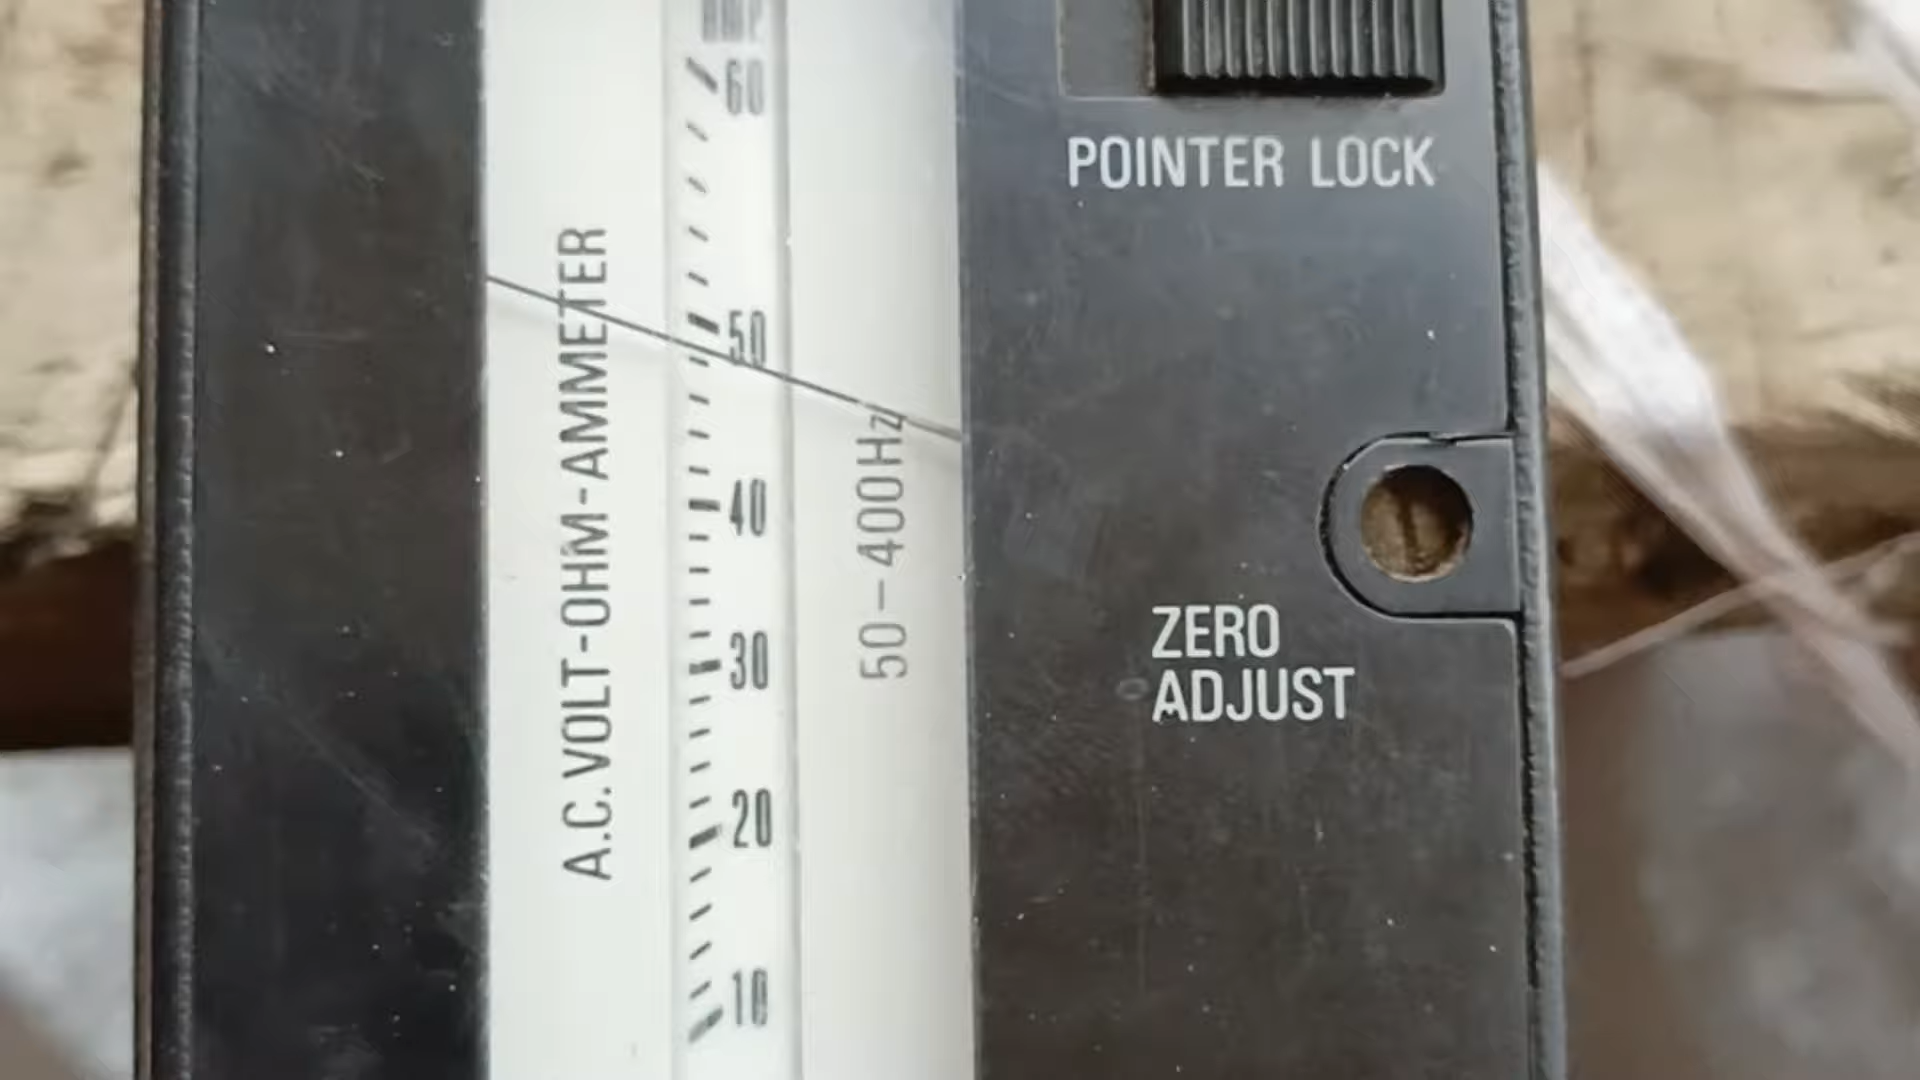 60
50
40
30
20
10
A.C. VOLT-OHM-AMMETER
50-400Hz
POINTER LOCK
ZERO
ADJUST